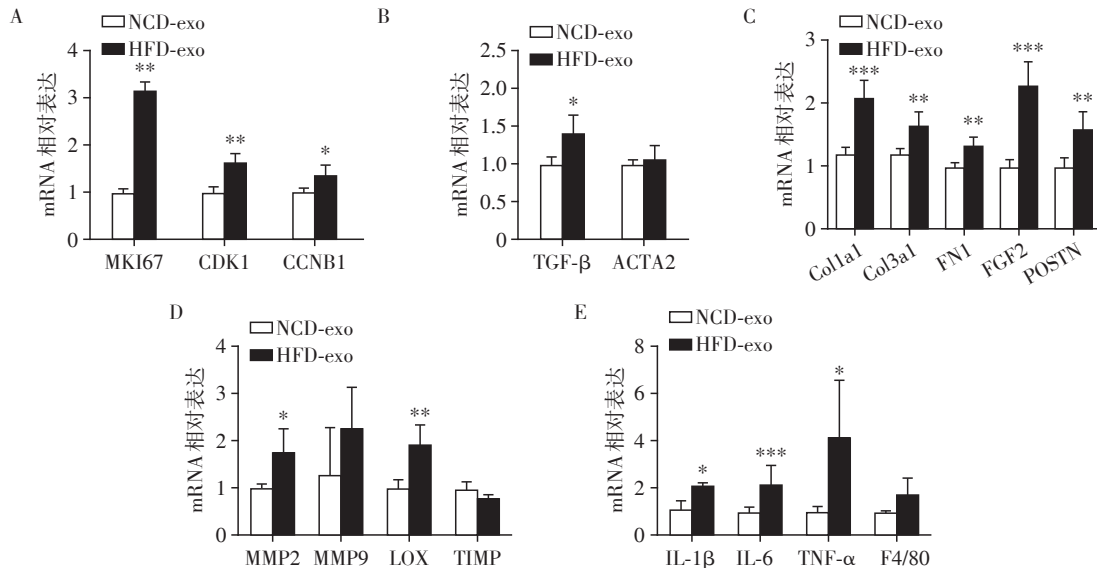 A
NCD-exo
HFD-exo
mRNA 相对表达
4
3
2
1
0
**
**
*
MKI67 CDK1 CCNB1
B
NCD-exo
HFD-exo
mRNA 相对表达
2.5
2.0
1.5
1.0
0.5
0
*
TGF-β ACTA2
C
NCD-exo
HFD-exo
mRNA 相对表达
3
2
1
0
***
**
**
***
**
Col1a1 Col3a1 FN1 FGF2 POSTN
D
NCD-exo
HFD-exo
mRNA 相对表达
4
3
2
1
0
*
**
MMP2 MMP9 LOX TIMP
E
NCD-exo
HFD-exo
mRNA 相对表达
8
6
4
2
0
*
***
*
IL-1β IL-6 TNF-α F4/80